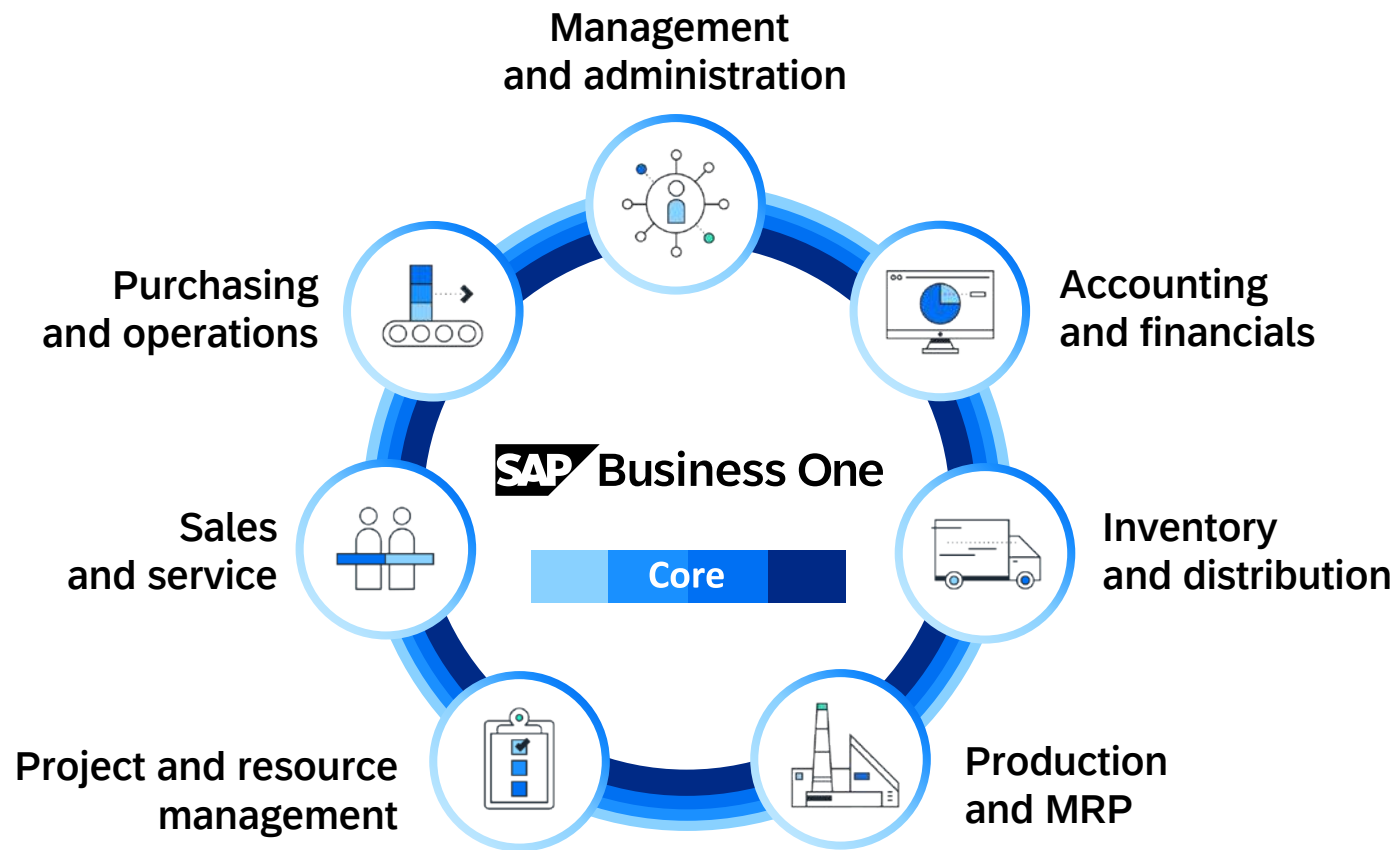 Management
and administration
Purchasing
and operations
Accounting
and financials
SAP Business One
Core
Sales
and service
Inventory
and distribution
Project and resource
management
Production
and MRP